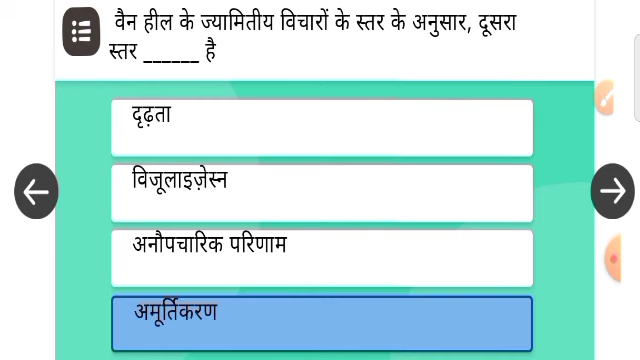 वैन हील के ज्यामितीय विचारों के स्तर के अनुसार, दूसरा
स्तर ______ है
दृढ़ता
विजूलाइज़ेस्न
अनौपचारिक परिणाम
अमूर्तिकरण